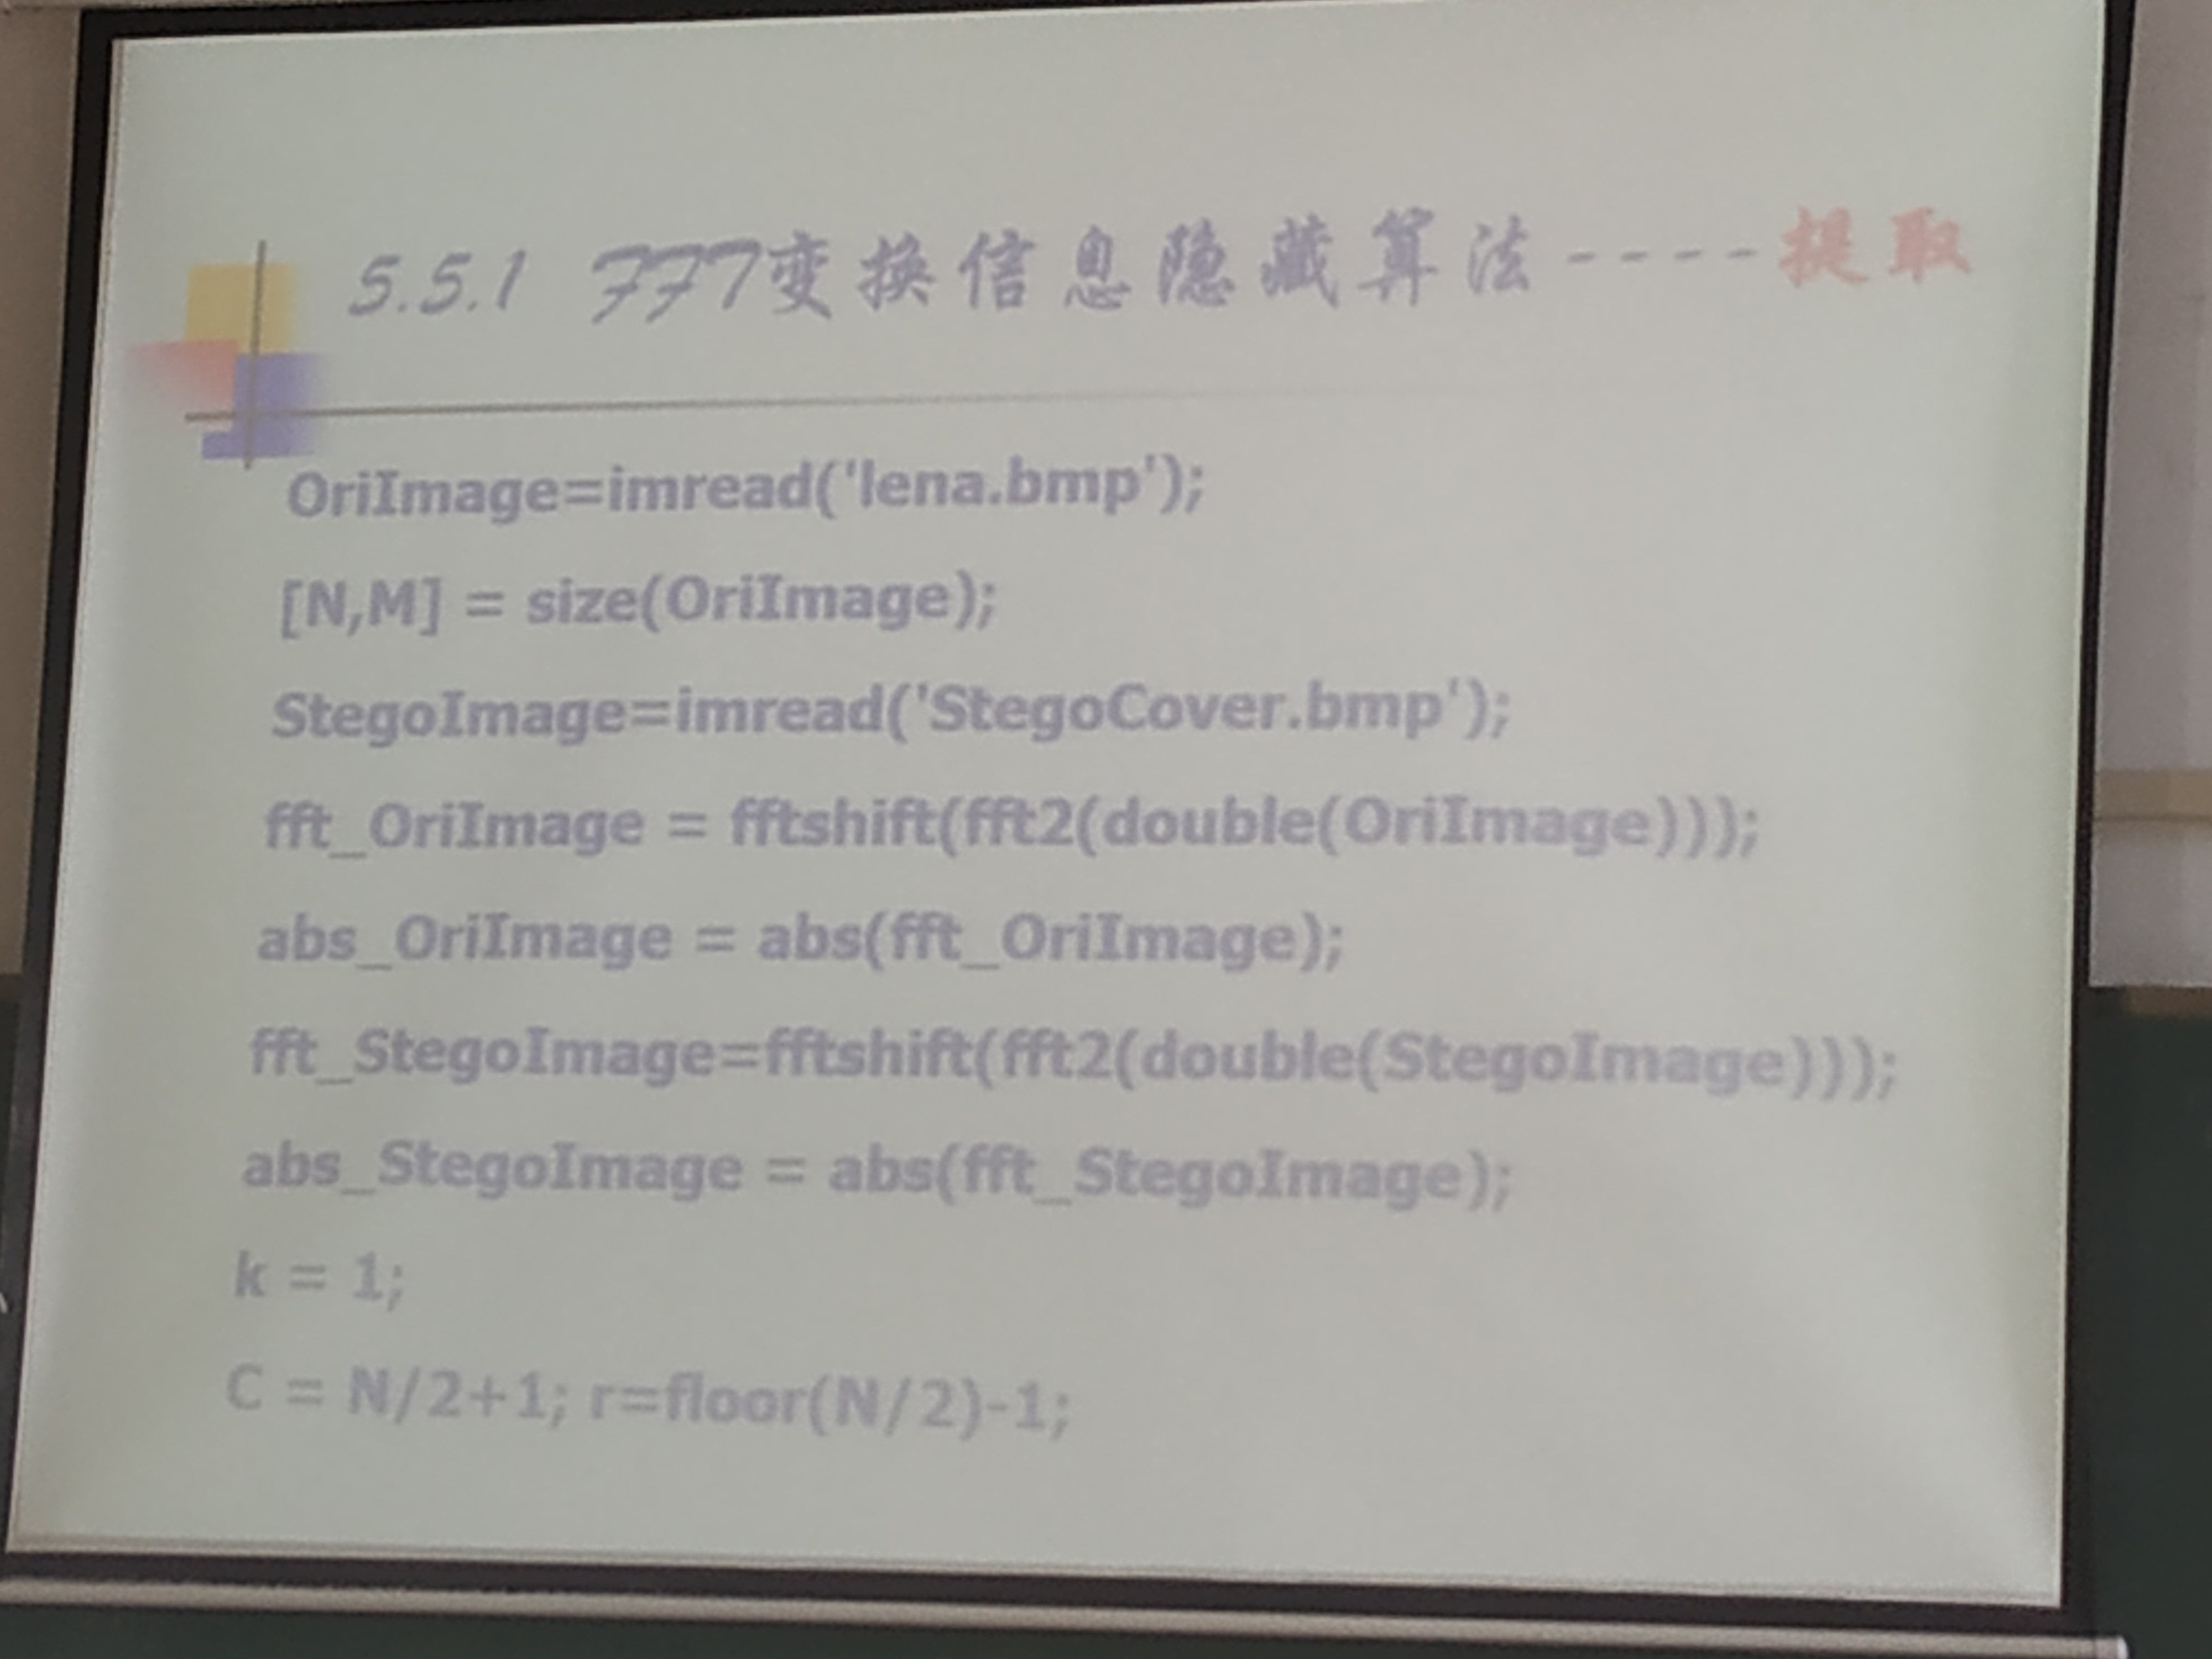 5.5.1 FFT变换信息隐藏算法----提取
OriImage=imread('lena.bmp');
[N,M] = size(OriImage);
StegoImage=imread('StegoCover.bmp');
fft_OriImage = fftshift(fft2(double(OriImage)));
abs_OriImage = abs(fft_OriImage);
fft_StegoImage=fftshift(fft2(double(StegoImage)));
abs_StegoImage = abs(fft_StegoImage);
k = 1;
C = N/2+1; r=floor(N/2)-1;